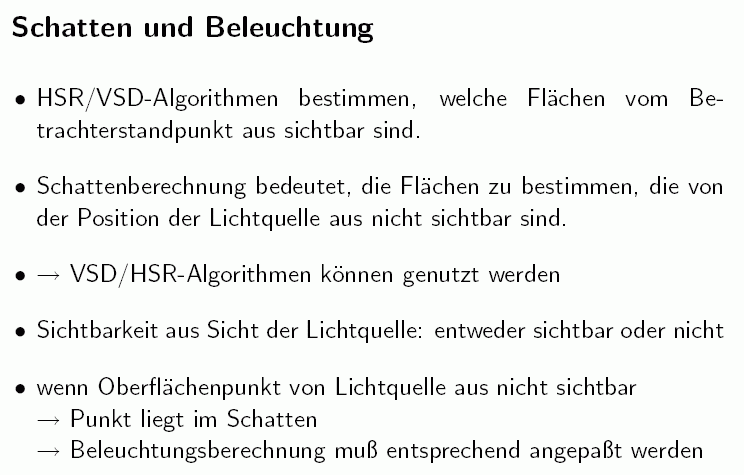 Schatten und Beleuchtung
• HSR/VSD-Algorithmen bestimmen, welche Flächen vom Be-
trachterstandpunkt aus sichtbar sind.
• Schattenberechnung bedeutet, die Flächen zu bestimmen, die von
der Position der Lichtquelle aus nicht sichtbar sind.
• → VSD/HSR-Algorithmen können genutzt werden
• Sichtbarkeit aus Sicht der Lichtquelle: entweder sichtbar oder nicht
• wenn Oberflächenpunkt von Lichtquelle aus nicht sichtbar
→ Punkt liegt im Schatten
→ Beleuchtungsberechnung muß entsprechend angepaßt werden